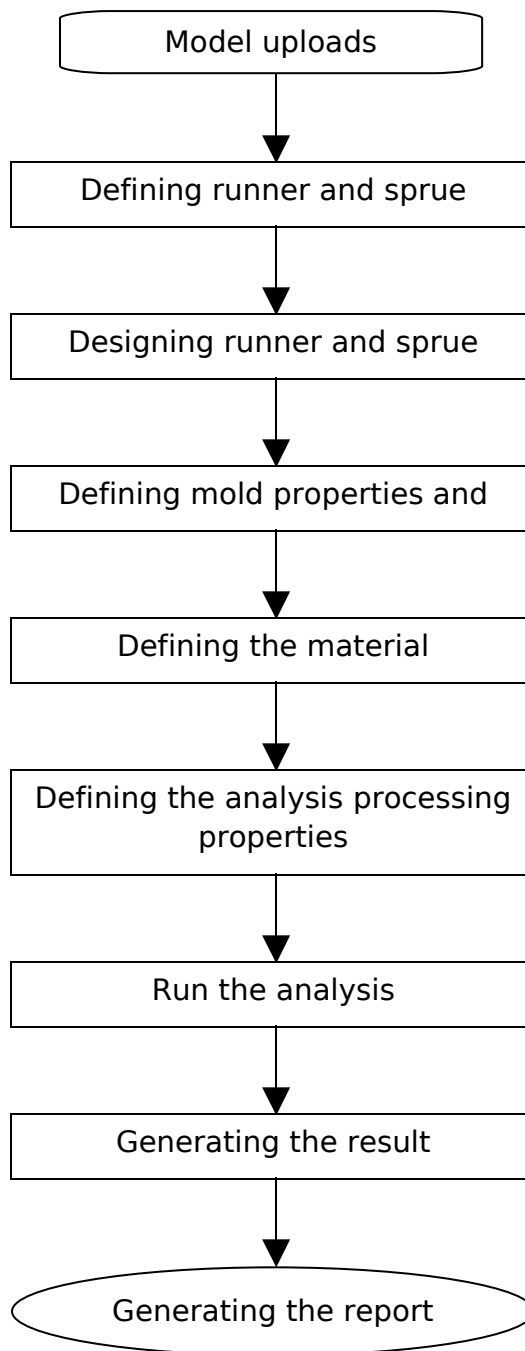 Model uploads
Defining runner and sprue
Designing runner and sprue
Defining mold properties and
Defining the material
Defining the analysis processing
properties
Run the analysis
Generating the result
Generating the report